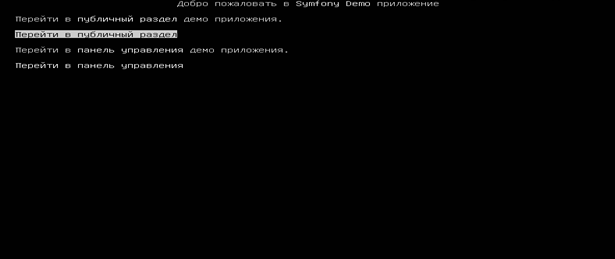 Добро пожаловать в Symfony Demo приложение
Перейти в публичный раздел демо приложения.
Перейти в публичный раздел
Перейти в панель управления демо приложения.
Перейти в панель управления